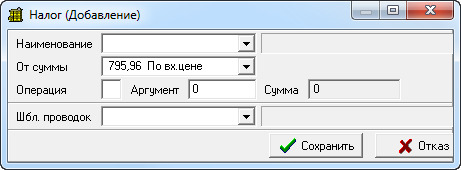 Налог (Добавление)
Наименование
От суммы 795,96 По вх.цене
Операция Аргумент 0 Сумма 0
Шбл. проводок
Сохранить Отказ